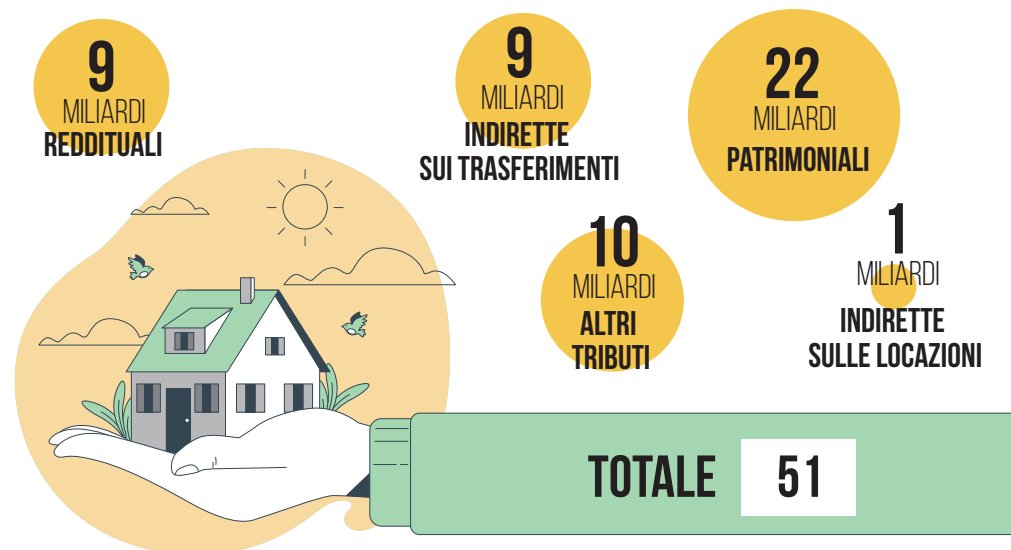 9
MILIARDI
REDDITUALI
9
MILIARDI
INDIRETTE
SUI TRASFERIMENTI
22
MILIARDI
PATRIMONIALI
10
MILIARDI
ALTRI
TRIBUTI
1
MILIARDI
INDIRETTE
SULLE LOCAZIONI
TOTALE 51